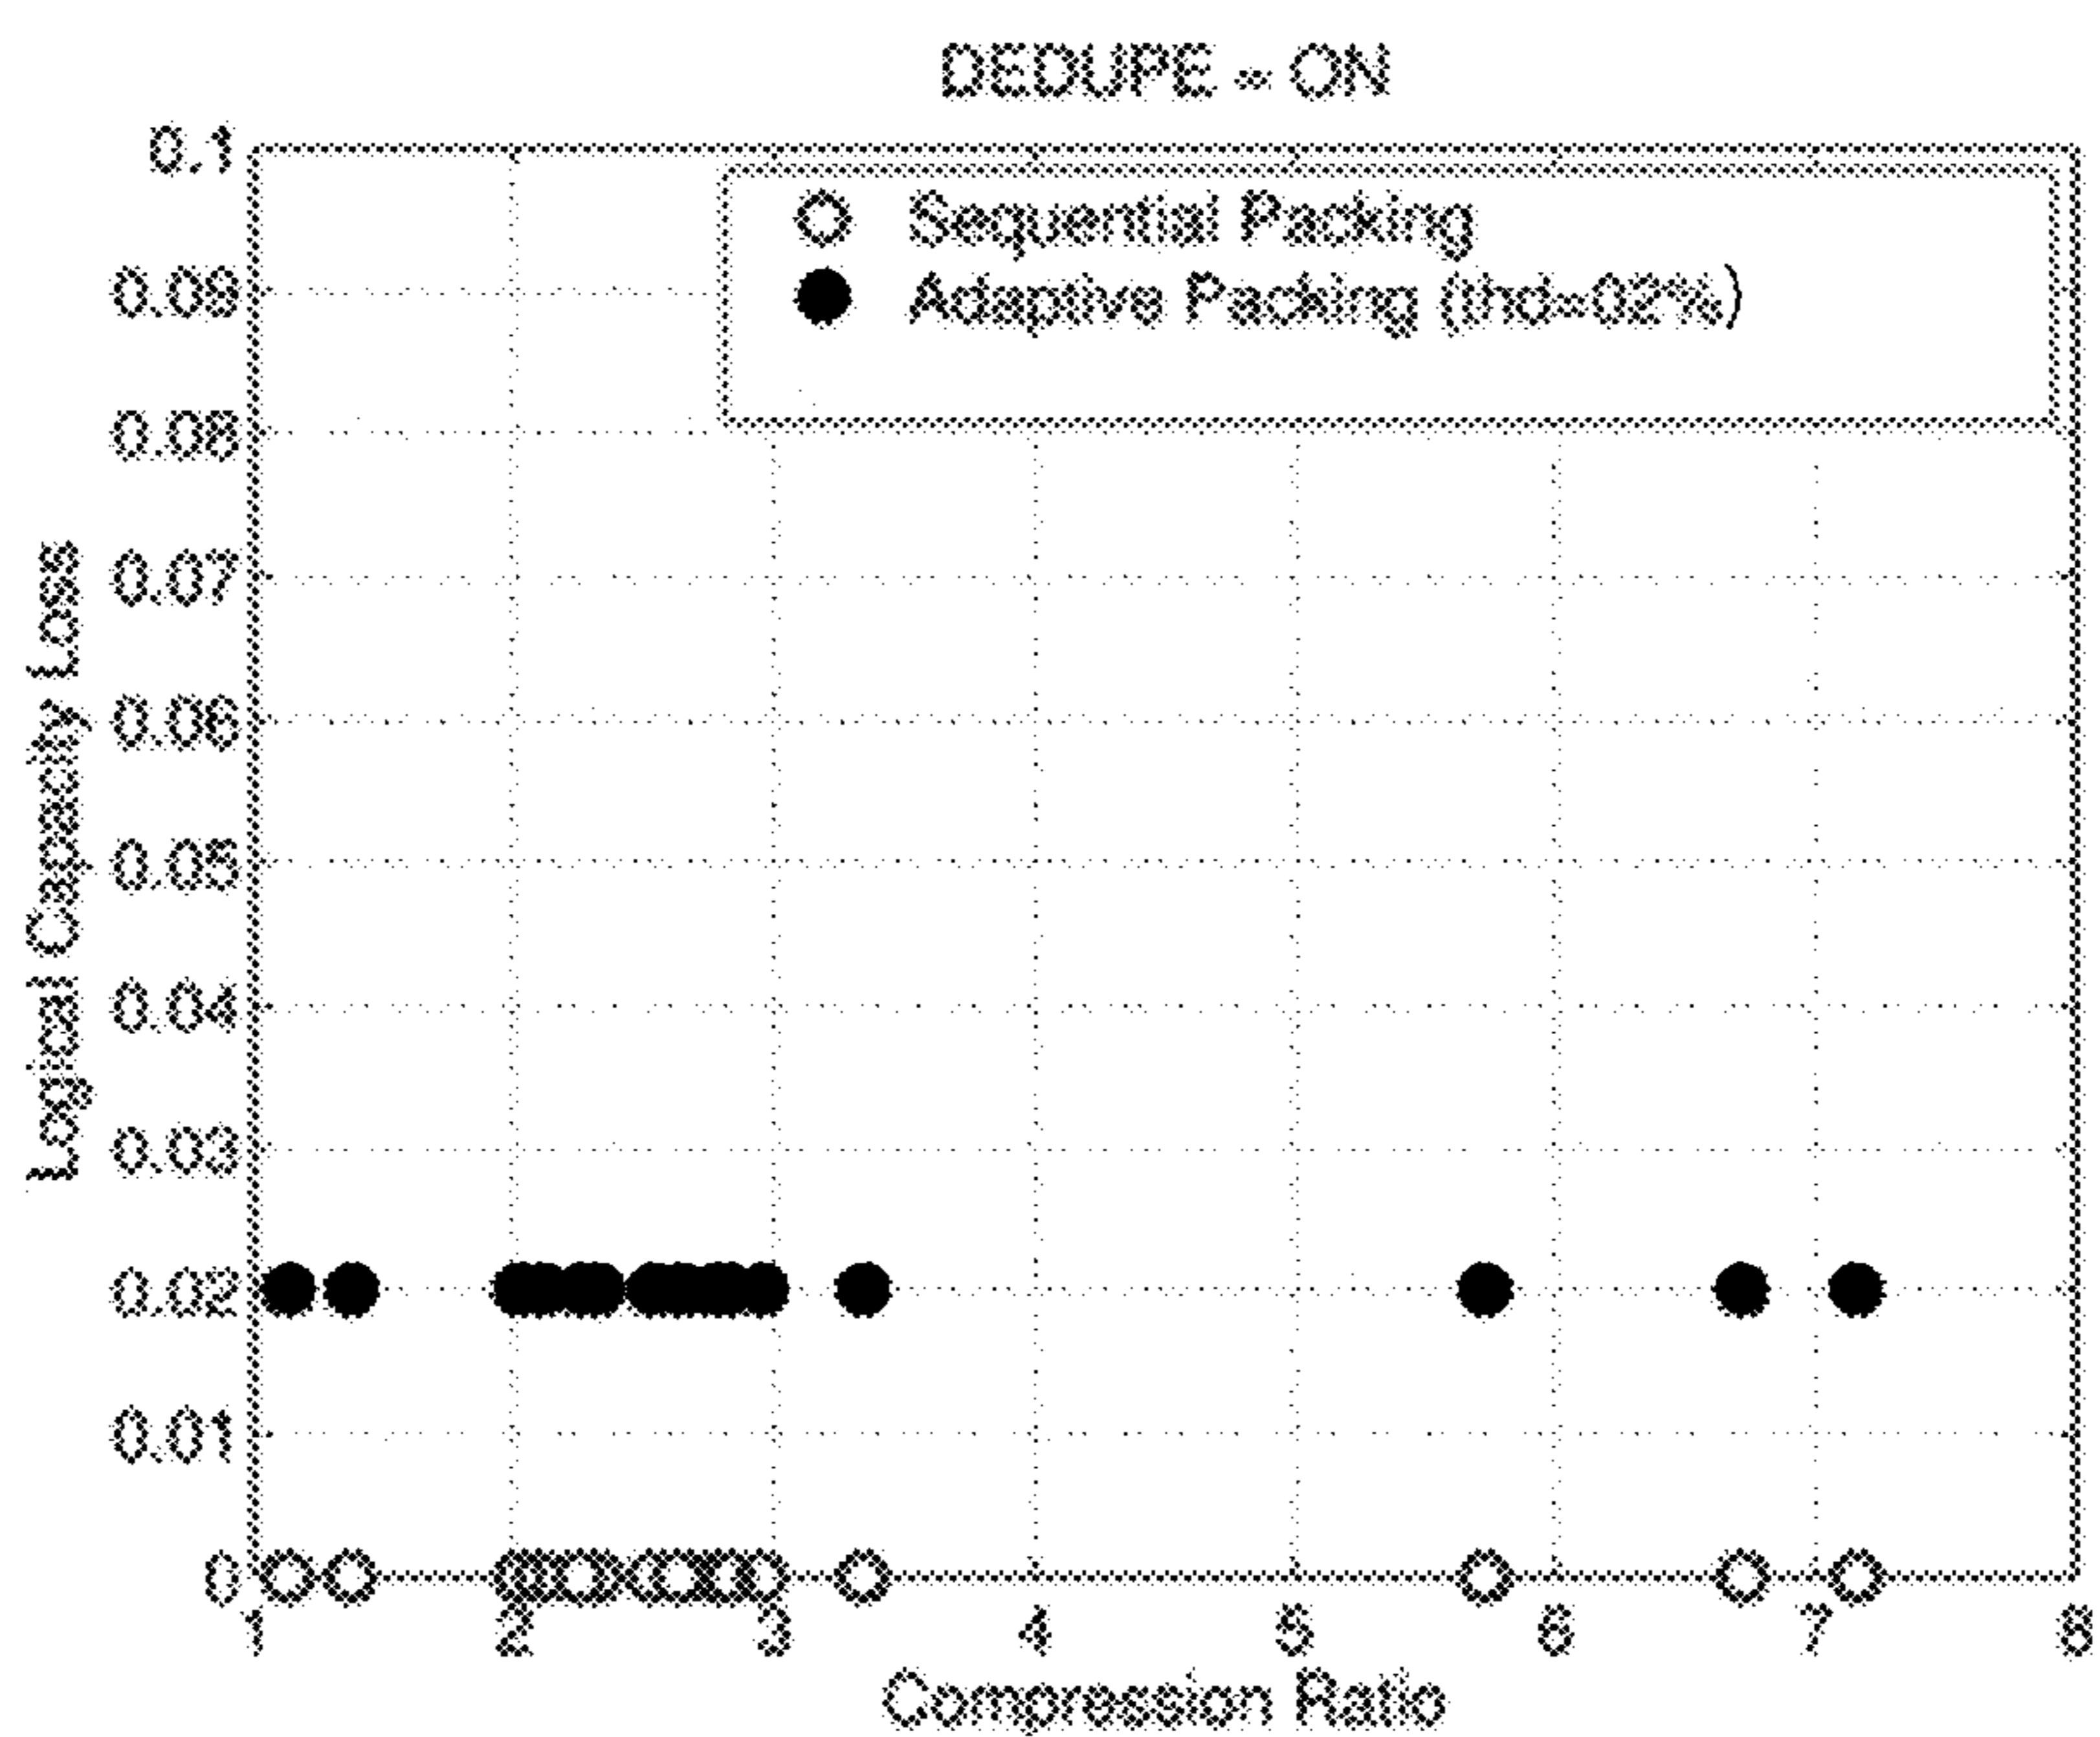 DEDUPE = ON
0.1
0.09
0.08
0.07
0.06
0.05
0.04
0.03
0.02
0.01
0
Logical Capacity Loss
Sequential Packing
Adaptive Packing (thd=02%)
1 2 3 4 5 6 7 8
Compression Ratio